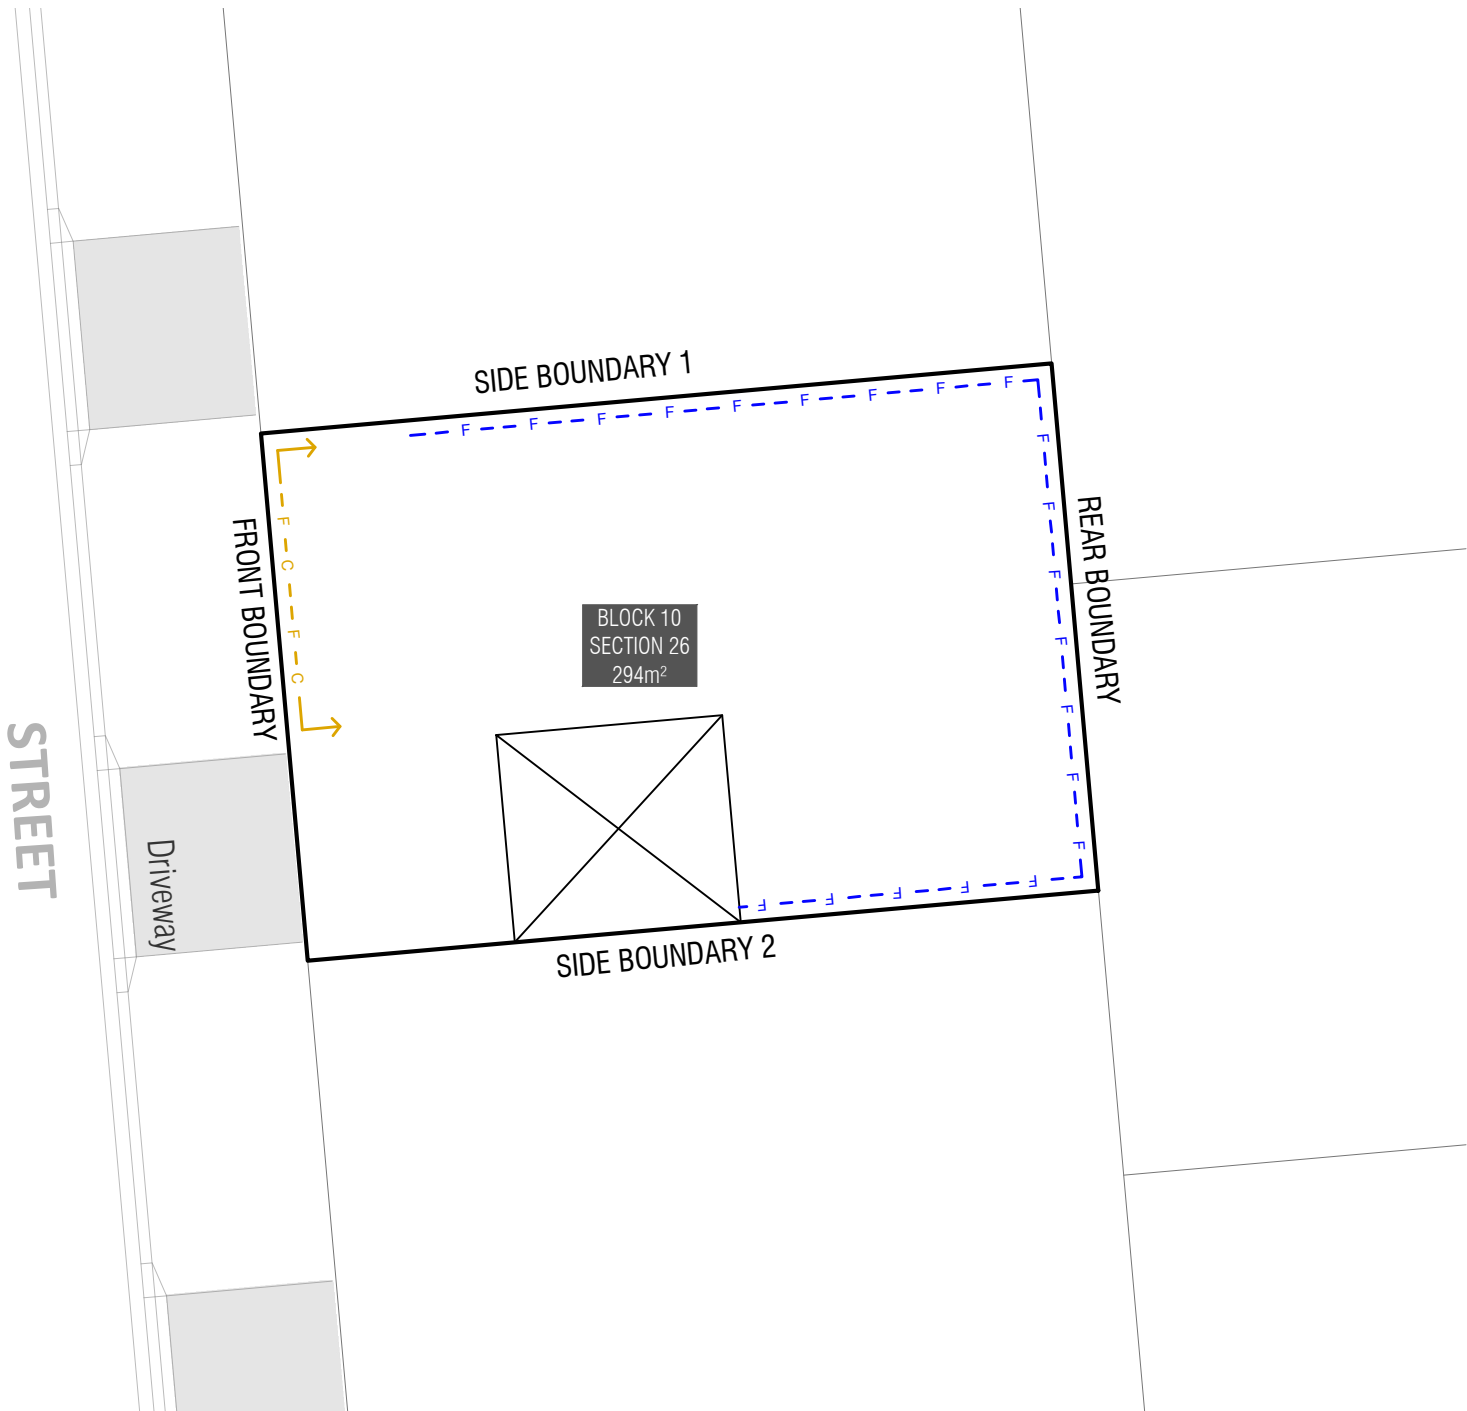 SIDE BOUNDARY 1
F F F F F F F F F
FRONT BOUNDARY
F C F C
BLOCK 10
SECTION 26
294m²
REAR BOUNDARY
F F F F F F F
STREET
Driveway
F F F F F
SIDE BOUNDARY 2